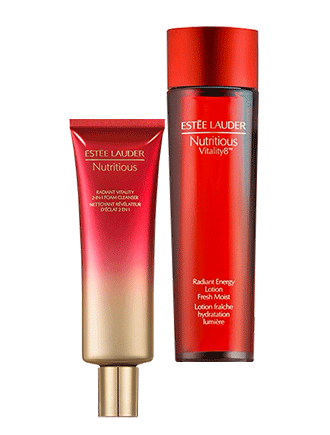 ESTĒE LAUDER
Nutritious
RADIANT VITALITY
2-IN-1 FOAM CLEANSER
NETTOYANT RÉVÉLATEUR
D'ÉCLAT 2 EN 1
ESTĒE LAUDER
Nutritious
Vitality8™
Radiant Energy
Lotion
Fresh Moist
Lotion fraîche
hydratation
lumière